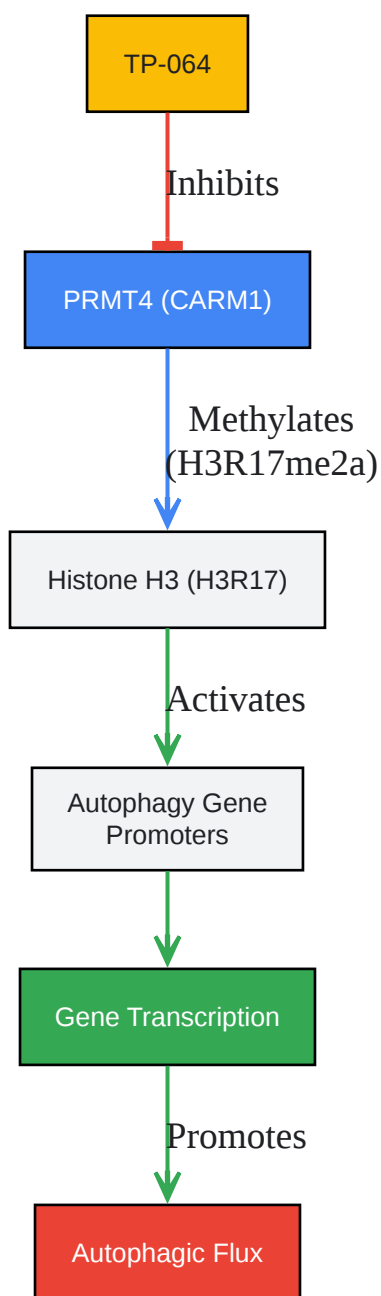 TP-064
Inhibits
PRMT4 (CARM1)
Methylates
(H3R17me2a)
Histone H3 (H3R17)
Activates
Autophagy Gene
Promoters
Gene Transcription
Promotes
Autophagic Flux